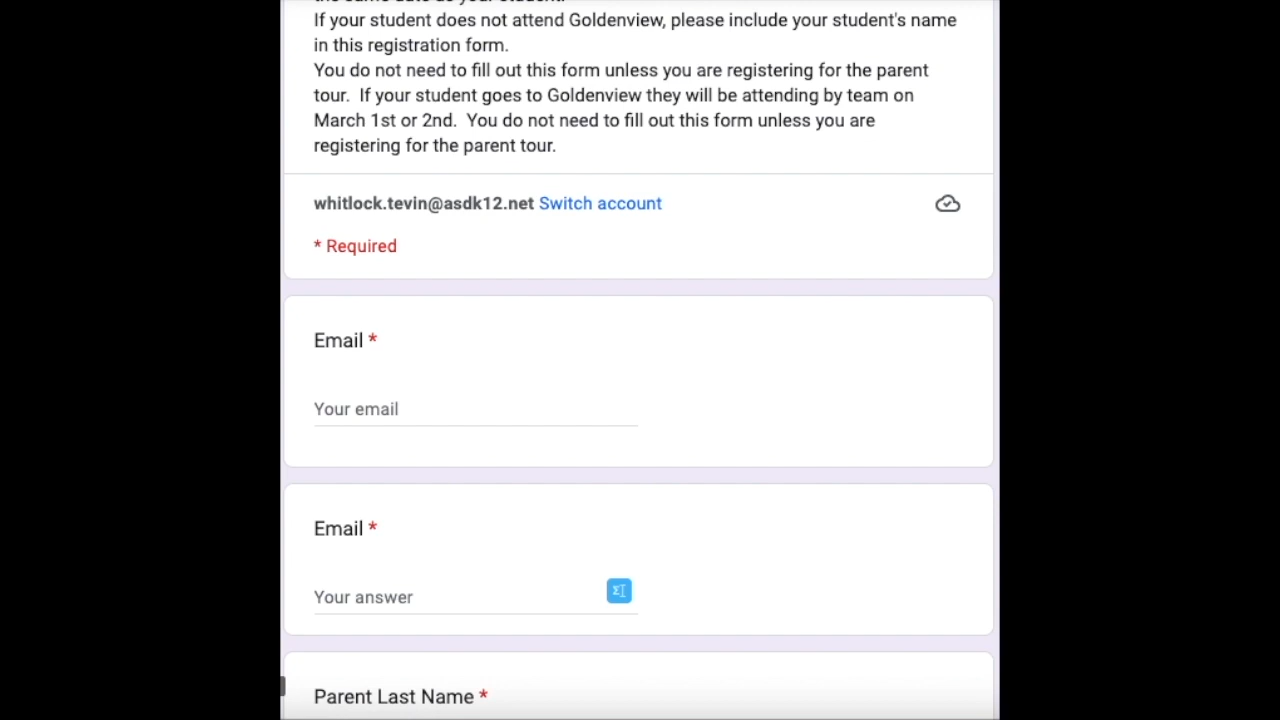 If your student does not attend Goldenview, please include your student's name
in this registration form.
You do not need to fill out this form unless you are registering for the parent
tour.  If your student goes to Goldenview they will be attending by team on
March 1st or 2nd.  You do not need to fill out this form unless you are
registering for the parent tour.
whitlock.tevin@asdk12.net Switch account
* Required
Email *
Your email
Email *
Your answer
Parent Last Name *